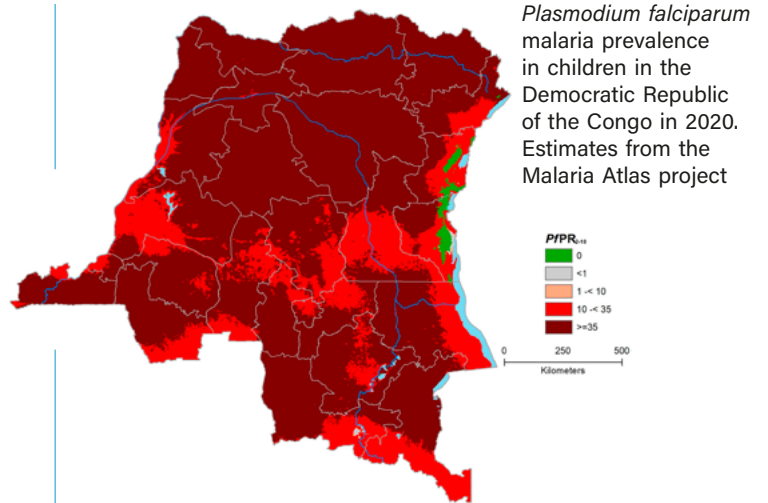 Plasmodium falciparum
malaria prevalence
in children in the
Democratic Republic
of the Congo in 2020.
Estimates from the
Malaria Atlas project
PfPR2-10
0
<1
1 -< 10
10 -< 35
>=35
0 250 500
Kilometers